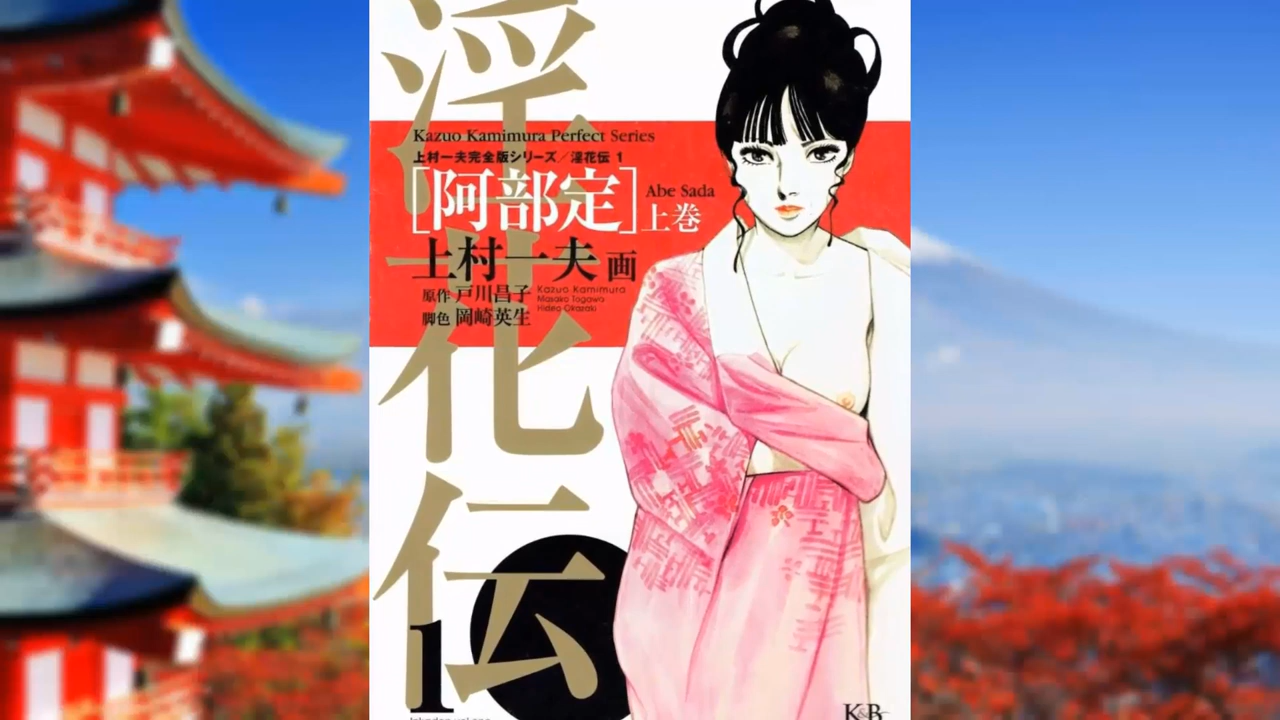 淫花伝
Kazuo Kamimura Perfect Series
上村一夫完全版シリーズ/淫花伝 1
[阿部定]
Abe Sada
上巻
上村一夫 画
原作 戸川昌子
脚色 岡崎英生
Kazuo Kamimura
Masako Togawa
Hideo Okazaki
1
K&B